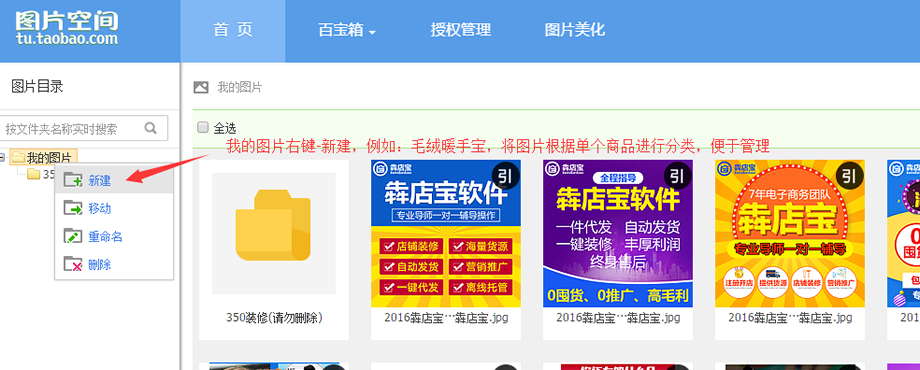 图片空间
tu.taobao.com
首 页
百宝箱
授权管理
图片美化
图片目录
按文件夹名称实时搜索
我的图片
35
新建
移动
重命名
删除
我的图片
全选
我的图片右键-新建，例如：毛绒暖手宝，将图片根据单个商品进行分类，便于管理
350装修(请勿删除)
犇店宝
引
犇店宝软件
专业导师一对一辅导操作
店铺装修
海量货源
自动发货
营销推广
一键代发
离线托管
2016犇店宝…犇店宝.jpg
犇店宝
全程指导
引
犇店宝软件
一件代发 自动发货
一键装修 丰厚利润
终身售后
0囤货、0推广、高毛利
2016犇店宝…犇店宝.jpg
犇店宝
引
7年电子商务团队
犇店宝
专业导师一对一辅导
注册开店
提供货源
店铺装修
营销推广
2016犇店宝…犇店宝.jpg
0
囤货
包
2016犇店